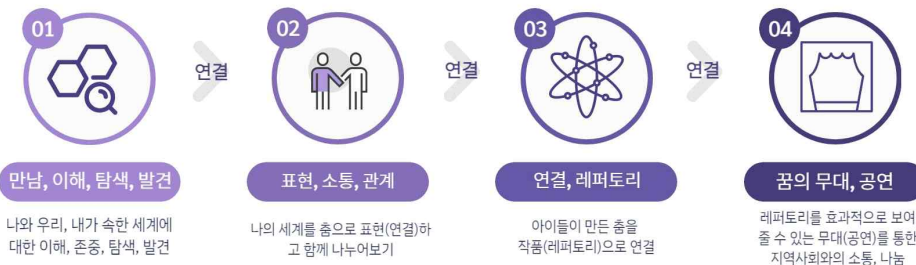 01
연결
02
연결
03
연결
04
만남, 이해, 탐색, 발견
표현, 소통, 관계
연결, 레퍼토리
꿈의 무대, 공연
나와 우리, 내가 속한 세계에
대한 이해, 존중, 탐색, 발견
나의 세계를 춤으로 표현(연결)하
고 함께 나누어보기
아이들이 만든 춤을
작품(레퍼토리)으로 연결
레퍼토리를 효과적으로 보여
줄 수 있는 무대(공연)를 통한
지역사회와의 소통, 나눔